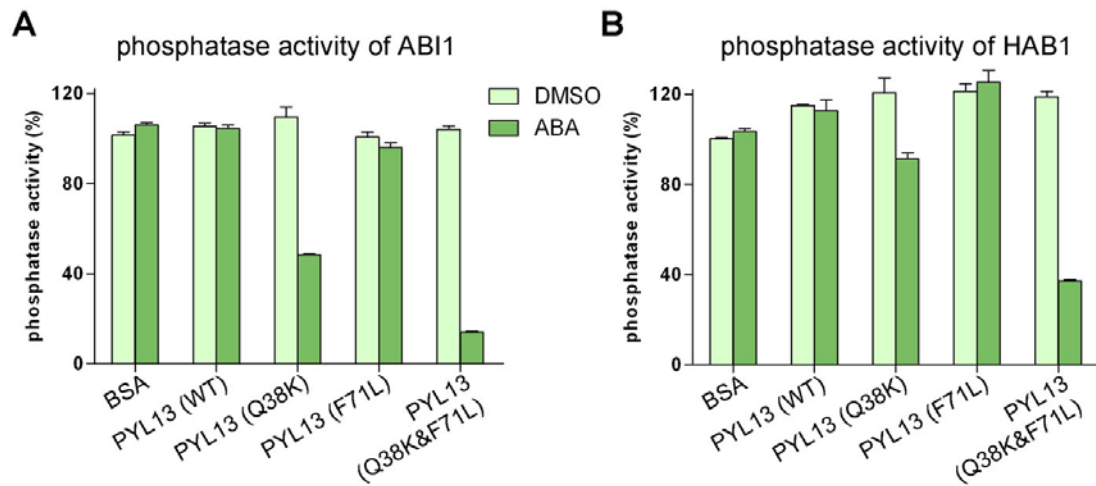 A
phosphatase activity of ABI1
phosphatase activity (%)
120
80
40
0
BSA
PYL13 (WT)
PYL13 (Q38K)
PYL13 (F71L)
PYL13
(Q38K&F71L)
DMSO
ABA
B
phosphatase activity of HAB1
phosphatase activity (%)
120
80
40
0
BSA
PYL13 (WT)
PYL13 (Q38K)
PYL13 (F71L)
PYL13
(Q38K&F71L)